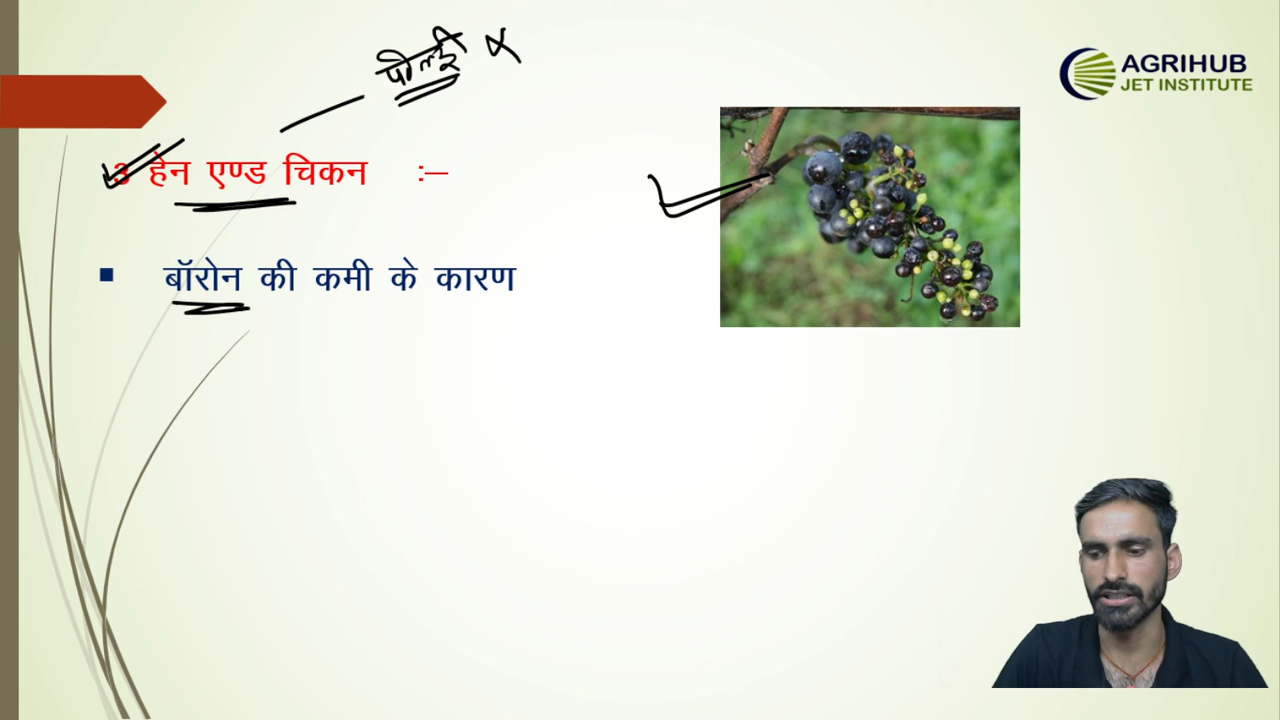 पोल्ट्री
AGRIHUB
JET INSTITUTE
3 हेन एण्ड चिकन :–
▪ बॉरोन की कमी के कारण